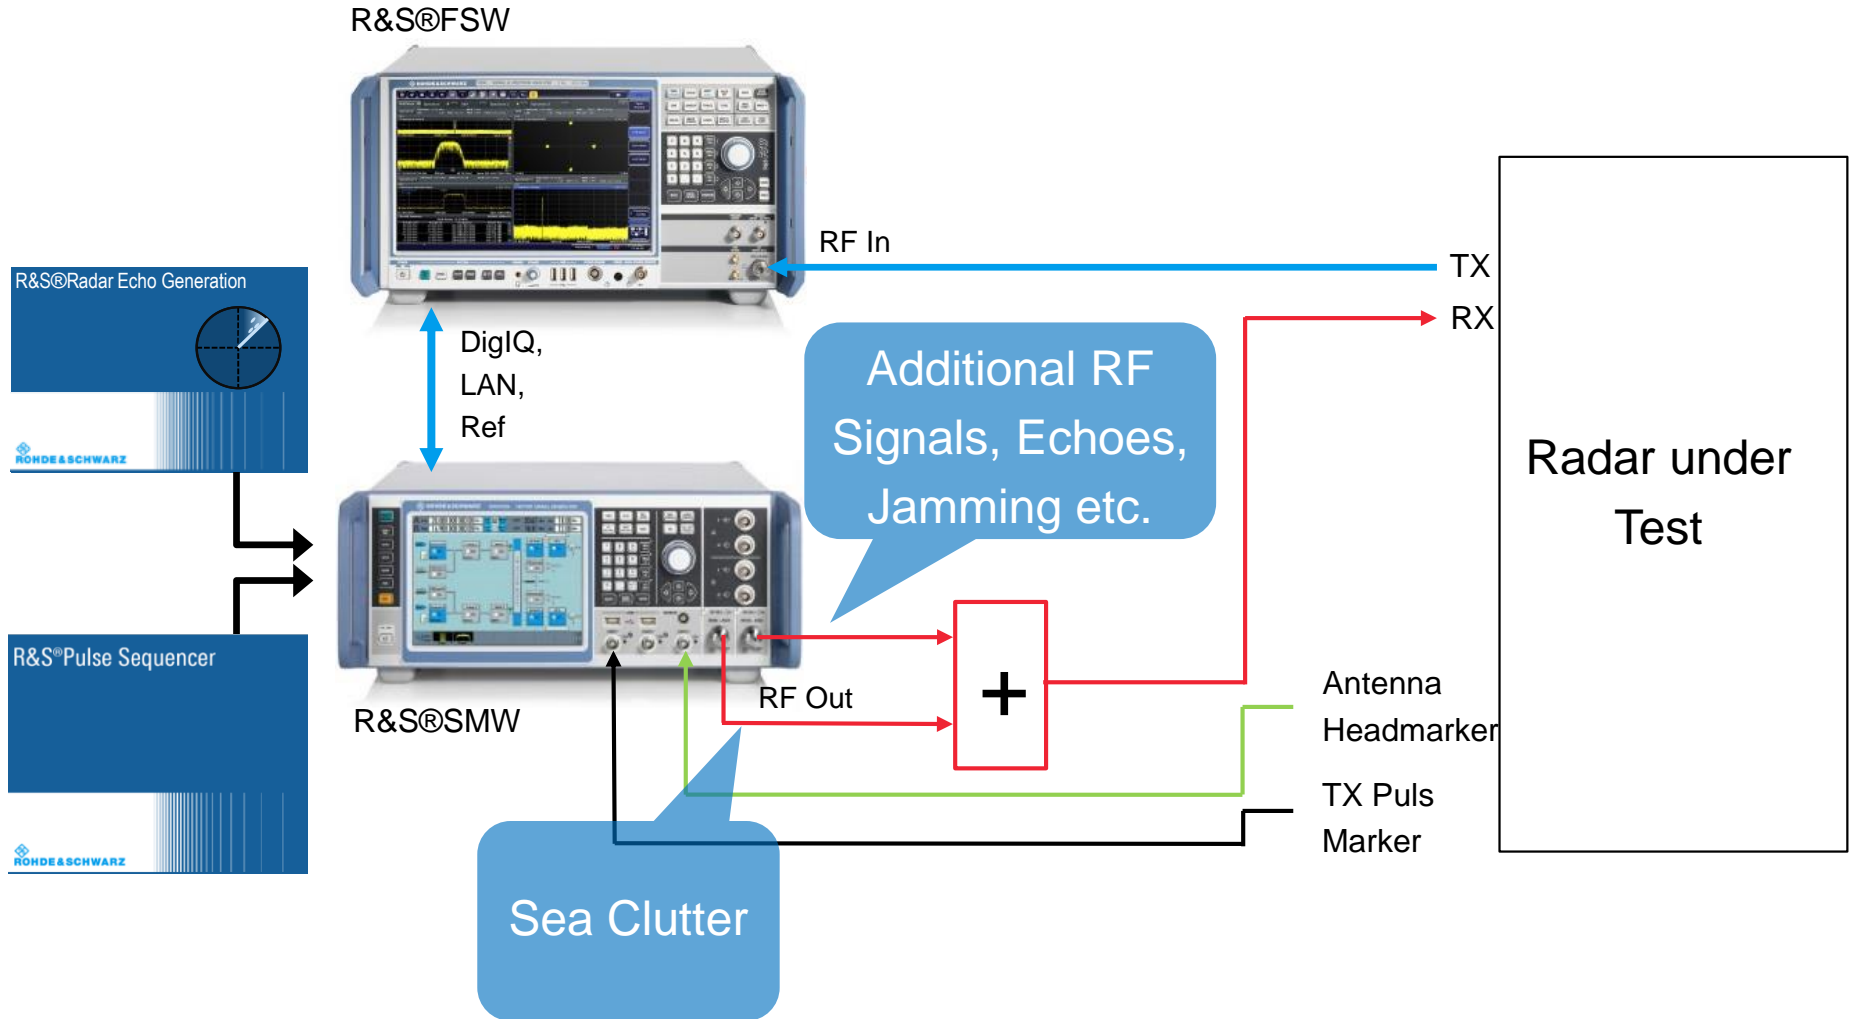 R&S®FSW
RF In
TX
RX
R&S®Radar Echo Generation
ROHDE&SCHWARZ
DigIQ,
LAN,
Ref
Additional RF
Signals, Echoes,
Jamming etc.
Radar under
Test
R&S®Pulse Sequencer
ROHDE&SCHWARZ
R&S®SMW
RF Out
+
Antenna
Headmarker
TX Puls
Marker
Sea Clutter